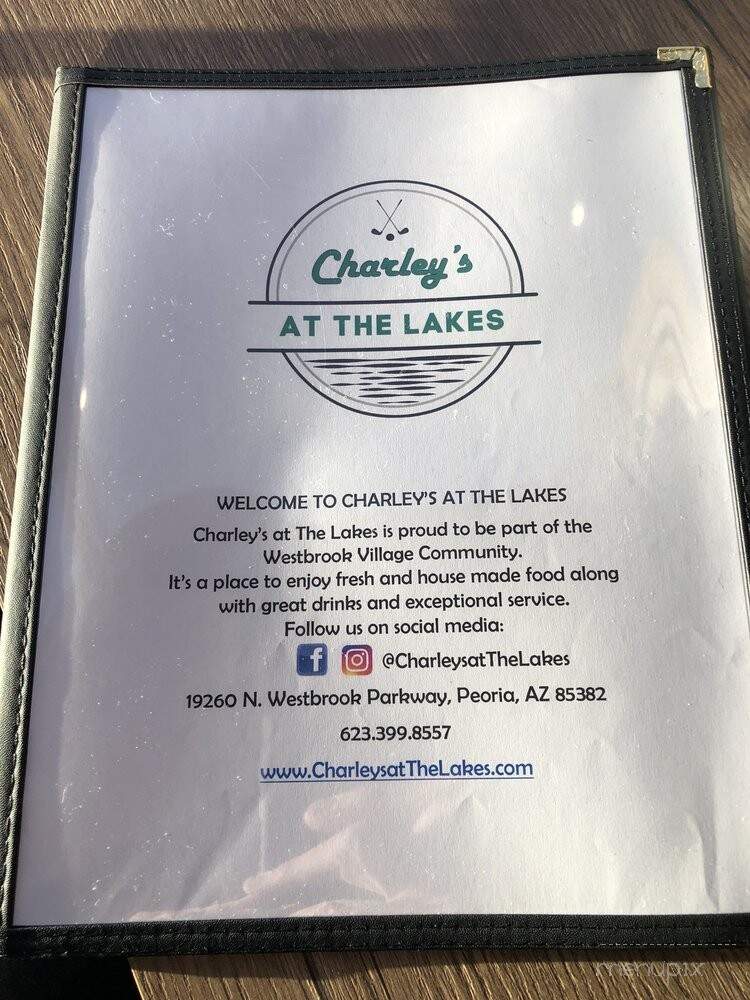 Charley's
AT THE LAKES
WELCOME TO CHARLEY'S AT THE LAKES
Charley's at The Lakes is proud to be part of the
Westbrook Village Community.
It's a place to enjoy fresh and house made food along
with great drinks and exceptional service.
Follow us on social media:
f @CharleysatTheLakes
19260 N. Westbrook Parkway, Peoria, AZ 85382
623.399.8557
www.CharleysatTheLakes.com
menupix